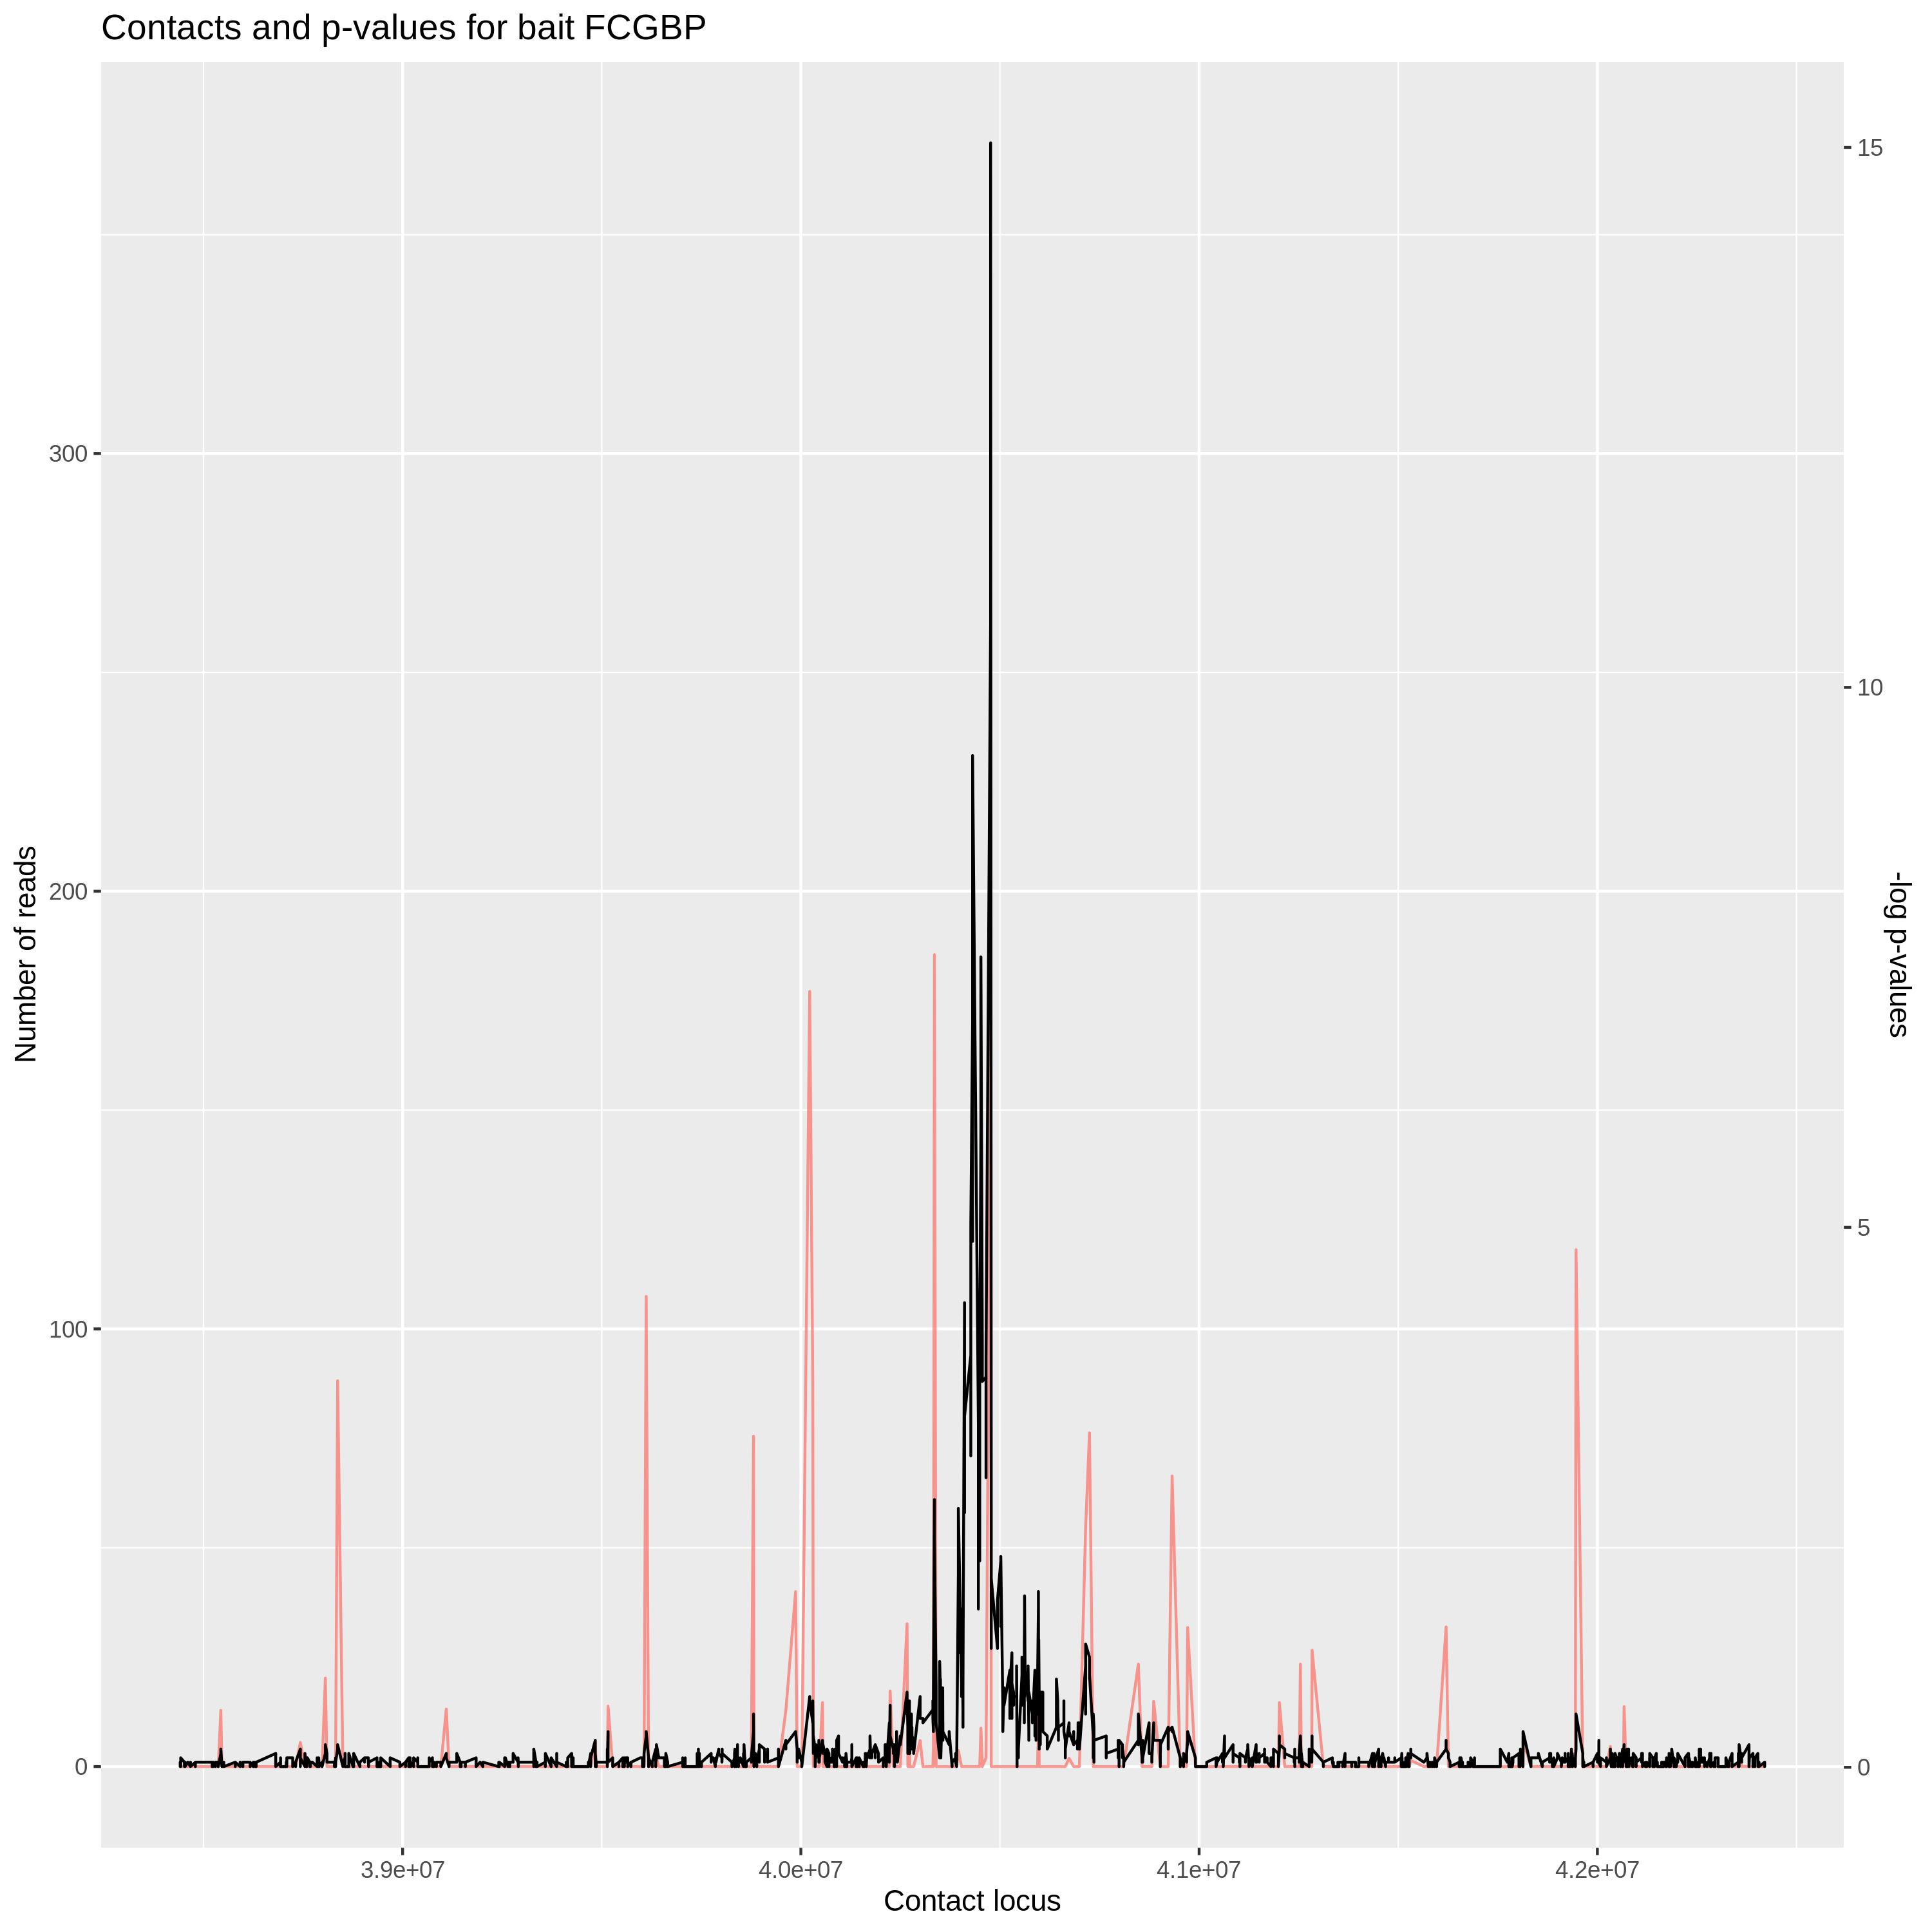 Contacts and p-values for bait FCGBP
Number of reads
300
200
100
0
15
10
5
0
-log p-values
3.9e+07
4.0e+07
4.1e+07
4.2e+07
Contact locus